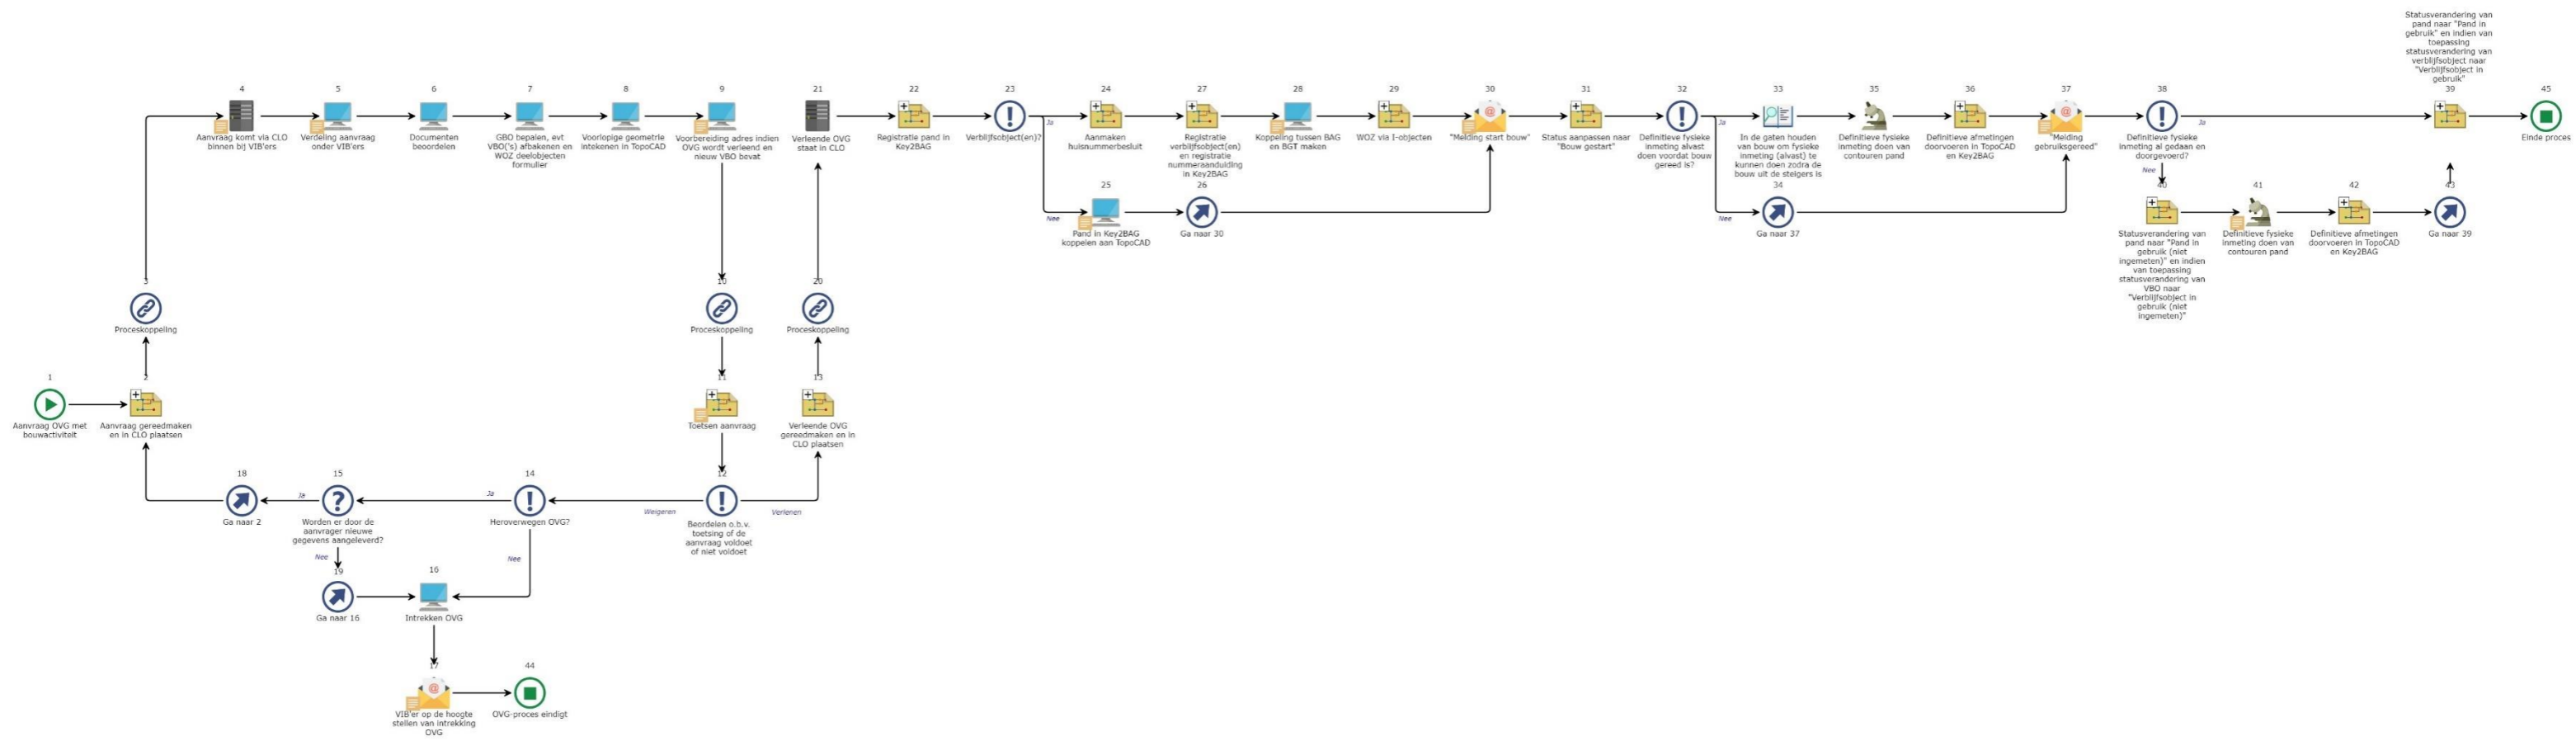 1
Aanvraag OVG met
bouwactiviteit
2
Aanvraag gereedmaken
en in CLO plaatsen
3
Proceskoppeling
4
Aanvraag komt via CLO
binnen bij VIB'ers
5
Verdeling aanvraag
onder VIB'ers
6
Documenten
beoordelen
7
GBO bepalen, evt
VBO('s) afbakenen en
WOZ deelobjecten
formulier
8
Voorlopige geometrie
intekenen in TopoCAD
9
Voorbereiding adres indien
OVG wordt verleend en
nieuw VBO bevat
10
Proceskoppeling
11
Toetsen aanvraag
12
Beordelen o.b.v.
toetsing of de
aanvraag voldoet
of niet voldoet
Weigeren
Verlenen
13
Verleende OVG
gereedmaken en in
CLO plaatsen
14
Heroverwegen OVG?
Ja
Nee
15
Worden er door de
aanvrager nieuwe
gegevens aangeleverd?
Ja
Nee
16
Intrekken OVG
17
VIB'er op de hoogte
stellen van intrekking
OVG
18
Ga naar 2
19
Ga naar 16
44
OVG-proces eindigt
20
Proceskoppeling
21
Verleende OVG
staat in CLO
22
Registratie pand in
Key2BAG
23
Verblijfsobject(en)?
Ja
Nee
24
Aanmaken
huisnummerbesluit
25
Pand in Key2BAG
koppelen aan TopoCAD
26
Ga naar 30
27
Registratie
verblijfsobject(en)
en registratie
nummeraanduiding
in Key2BAG
28
Koppeling tussen BAG
en BGT maken
29
WOZ via I-objecten
30
"Melding start bouw"
31
Status aanpassen naar
"Bouw gestart"
32
Definitieve fysieke
inmeting alvast
doen voordat bouw
gereed is?
Ja
Nee
33
In de gaten houden
van bouw om fysieke
inmeting (alvast) te
kunnen doen zodra de
bouw uit de steigers is
34
Ga naar 37
35
Definitieve fysieke
inmeting doen van
contouren pand
36
Definitieve afmetingen
doorvoeren in TopoCAD
en Key2BAG
37
"Melding
gebruiksgereed"
38
Definitieve fysieke
inmeting al gedaan en
doorgevoerd?
Ja
Nee
Statusverandering van
pand naar "Pand in
gebruik" en indien van
toepassing
statusverandering van
verblijfsobject naar
"Verblijfsobject in
gebruik"
39
40
Statusverandering van
pand naar "Pand in
gebruik (niet
ingemeten)" en indien
van toepassing
statusverandering van
VBO naar
"Verblijfsobject in
gebruik (niet
ingemeten)"
41
Definitieve fysieke
inmeting doen van
contouren pand
42
Definitieve afmetingen
doorvoeren in TopoCAD
en Key2BAG
43
Ga naar 39
45
Einde proces